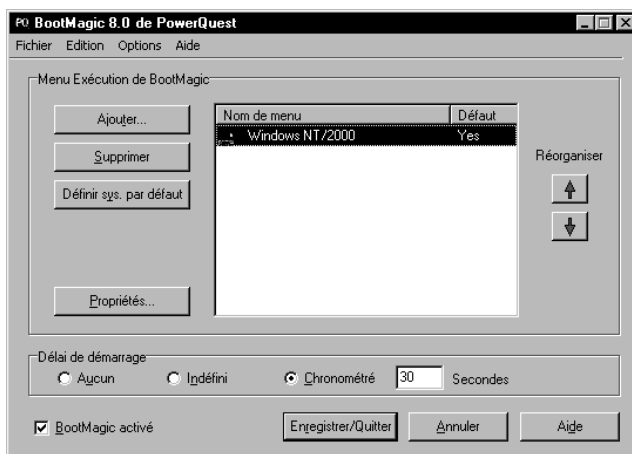 PQ BootMagic 8.0 de PowerQuest
Fichier Edition Options Aide
Menu Exécution de BootMagic
Ajouter...
Supprimer
Définir sys. par défaut
Propriétés...
Nom de menu Défaut
Windows NT/2000 Yes
Réorganiser
Délai de démarrage
Aucun Indéfini Chronométré 30 Secondes
BootMagic activé Enregistrer/Quitter Annuler Aide